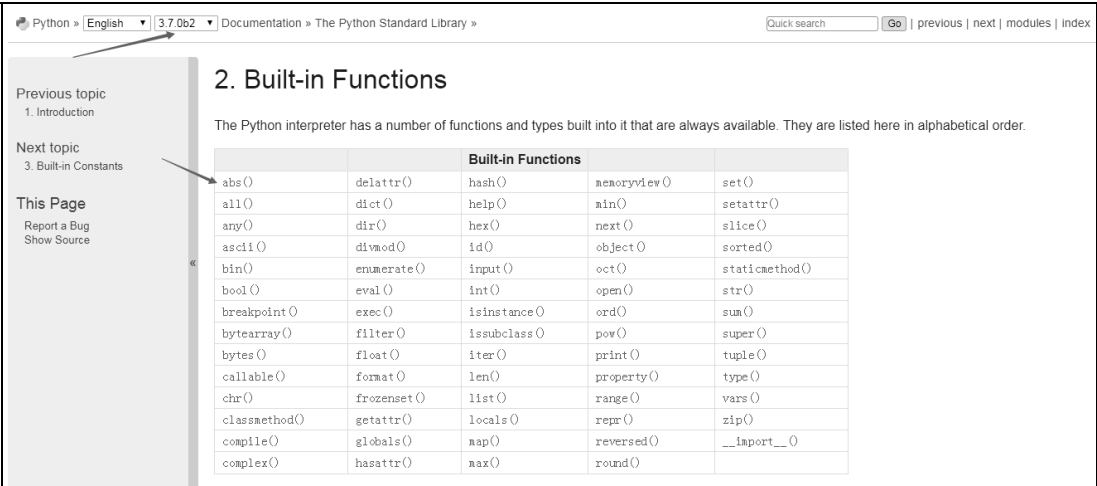 Python » English 3.7.0b2 Documentation » The Python Standard Library » Quick search Go | previous | next | modules | index
Previous topic
1. Introduction
Next topic
3. Built-in Constants
This Page
Report a Bug
Show Source
«
2. Built-in Functions
The Python interpreter has a number of functions and types built into it that are always available. They are listed here in alphabetical order.
Built-in Functions
abs() delattr() hash() memoryview() set()
all() dict() help() min() setattr()
any() dir() hex() next() slice()
ascii() divmod() id() object() sorted()
bin() enumerate() input() oct() staticmethod()
bool() eval() int() open() str()
breakpoint() exec() isinstance() ord() sum()
bytearray() filter() issubclass() pow() super()
bytes() float() iter() print() tuple()
callable() format() len() property() type()
chr() frozenset() list() range() vars()
classmethod() getattr() locals() repr() zip()
compile() globals() map() reversed() __import__()
complex() hasattr() max() round()